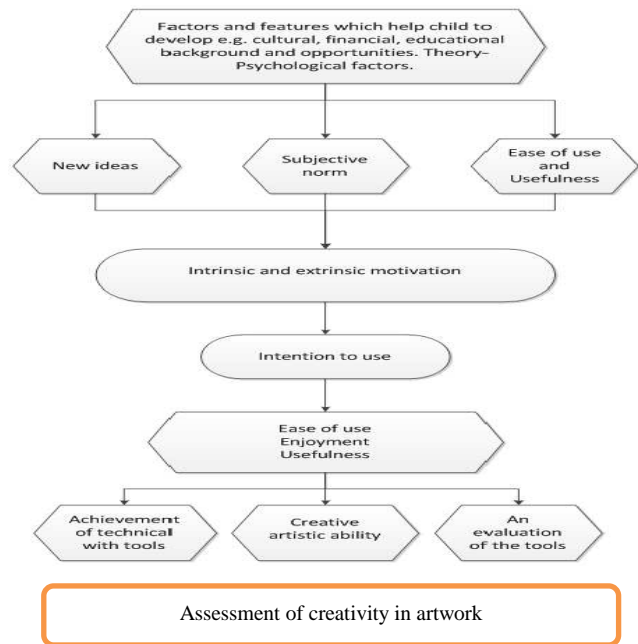 Factors and features which help child to
develop e.g. cultural, financial, educational
background and opportunities. Theory-
Psychological factors.
New ideas
Subjective
norm
Ease of use
and
Usefulness
Intrinsic and extrinsic motivation
Intention to use
Ease of use
Enjoyment
Usefulness
Achievement
of technical
with tools
Creative
artistic ability
An
evaluation
of the tools
Assessment of creativity in artwork